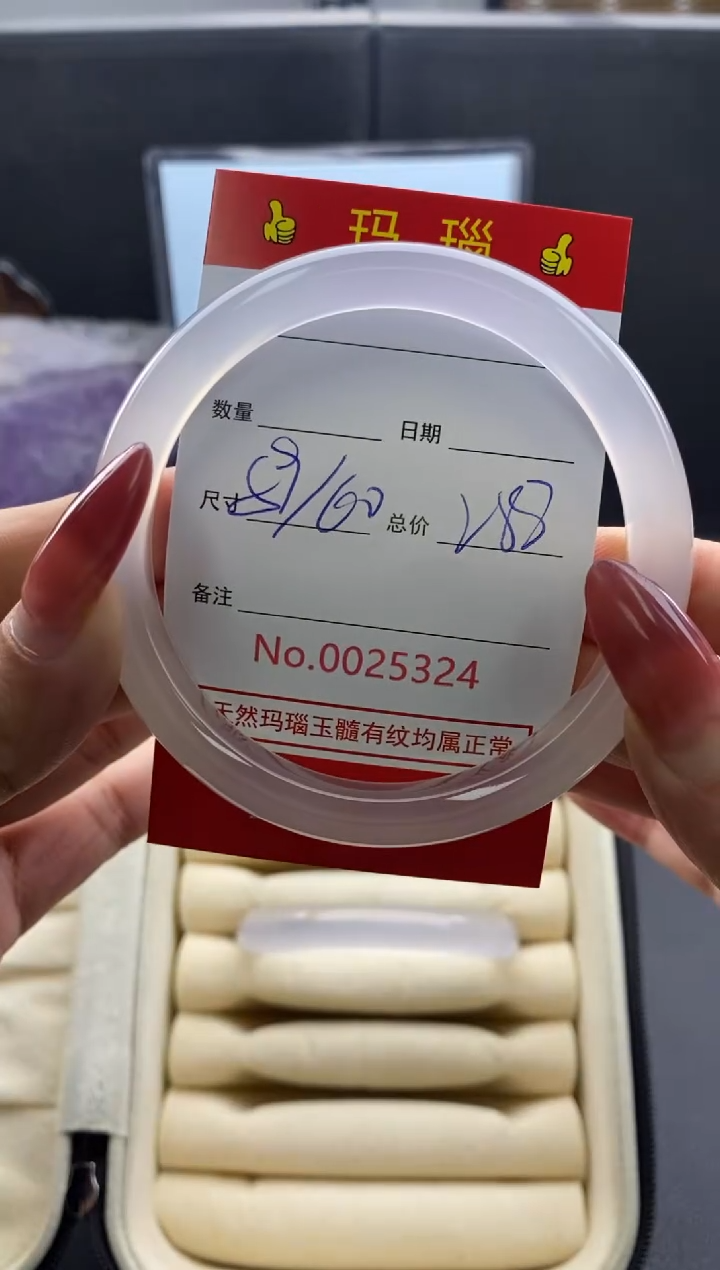 玛瑙
数量 日期
尺寸 /60 总价
备注
No.0025324
天然玛瑙玉髓有纹均属正常